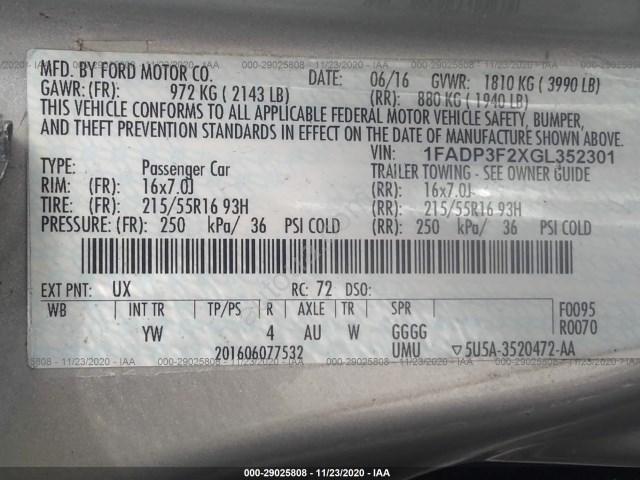 000-29025808 - 11/23/2020 - IAA
MFD. BY FORD MOTOR CO. DATE: 06/16 GVWR: 1810 KG ( 3990 LB)
GAWR:(FR): 972 KG ( 2143 LB) (RR): 880 KG ( 1940 LB)
THIS VEHICLE CONFORMS TO ALL APPLICABLE FEDERAL MOTOR VEHICLE SAFETY, BUMPER,
AND THEFT PREVENTION STANDARDS IN EFFECT ON THE DATE OF MANUFACTURE SHOWN ABOVE.
VIN: 1FADP3F2XGL352301
TYPE: Passenger Car TRAILER TOWING - SEE OWNER GUIDE
RIM: (FR): 16x7.0J (RR): 16x7.0J
TIRE: (FR): 215/55R16 93H (RR): 215/55R16 93H
PRESSURE: (FR): 250 kPa/ 36 PSI COLD (RR): 250 kPa/ 36 PSI COLD
EXT PNT: UX RC: 72 DSO:
WB INT TR TP/PS R AXLE TR SPR F0095
YW 4 AU W GGGG R0070
201606077532 UMU ▽5U5A-3520472-AA
000-29025808 - 11/23/2020 - IAA